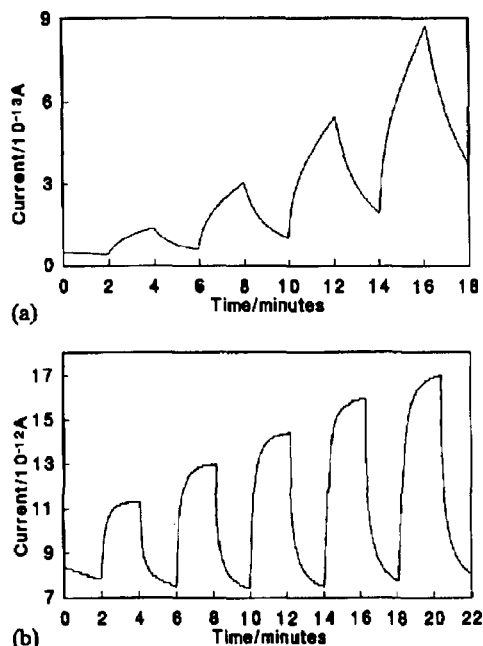 9
6
3
0
Current/10⁻¹³A
0 2 4 6 8 10 12 14 16 18
Time/minutes
(a)
17
15
13
11
9
7
Current/10⁻¹²A
0 2 4 6 8 10 12 14 16 18 20 22
Time/minutes
(b)